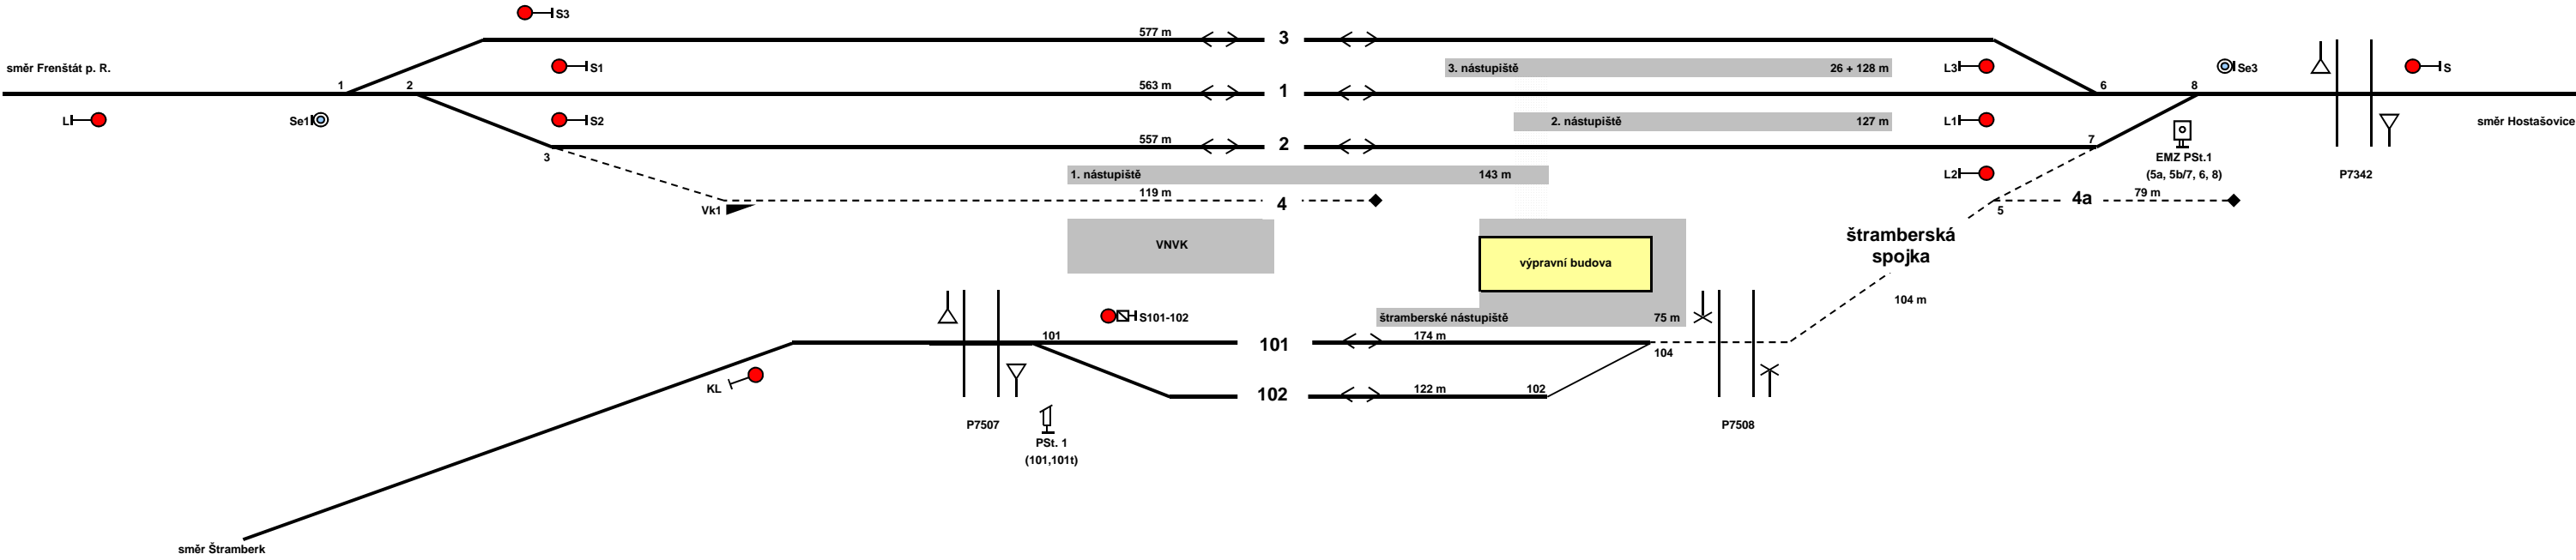 S3
577 m
3
směr Frenštát p. R.
S1
3. nástupiště 26 + 128 m
L3
Se3
S
1
2
563 m
1
6
8
L
Se1
S2
2. nástupiště 127 m
L1
směr Hostašovice
557 m
2
7
3
EMZ PSt.1
(5a, 5b/7, 6, 8)
P7342
1. nástupiště 143 m
L2
119 m
4
4a
79 m
Vk1
5
VNVK
štramberská
spojka
výpravní budova
104 m
S101-102
štramberské nástupiště 75 m
101
101
174 m
104
KL
102
122 m
102
P7507
P7508
PSt. 1
(101,101t)
směr Štramberk